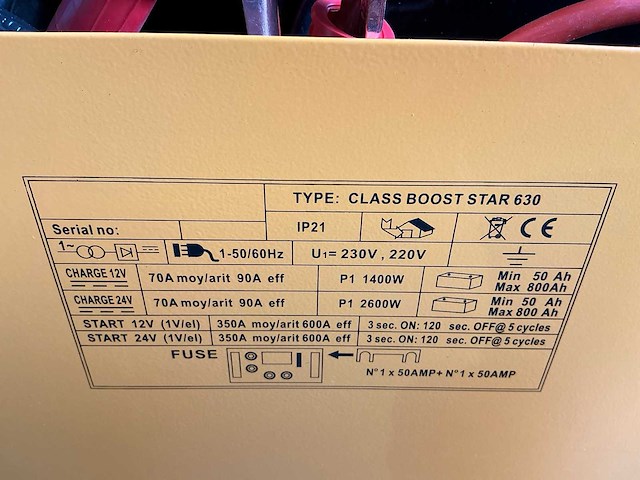 TYPE: CLASS BOOST STAR 630
Serial no:
IP21
CE
1~
1-50/60Hz
U1= 230V, 220V
CHARGE 12V 70A moy/arit 90A eff P1 1400W Min 50 Ah
Max 800Ah
CHARGE 24V 70A moy/arit 90A eff P1 2600W Min 50 Ah
Max 800 Ah
START 12V (1V/el) 350A moy/arit 600A eff 3 sec. ON: 120 sec. OFF@ 5 cycles
START 24V (1V/el) 350A moy/arit 600A eff 3 sec. ON: 120 sec. OFF@ 5 cycles
FUSE
N°1 x 50AMP+ N°1 x 50AMP